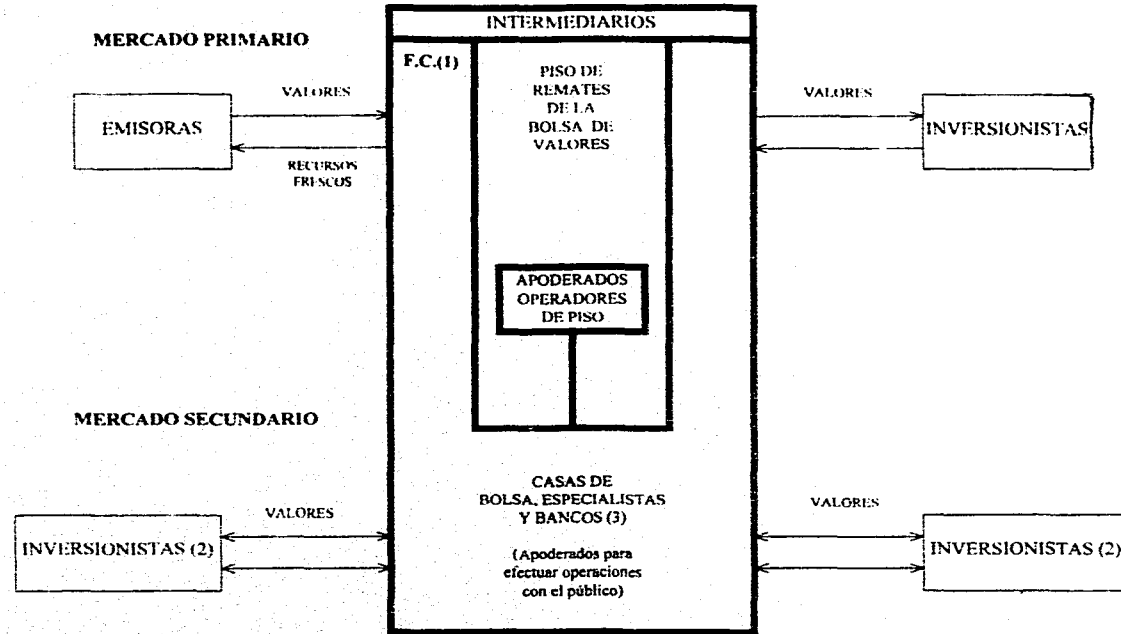 INTERMEDIARIOS
MERCADO PRIMARIO
F.C.(1)
PISO DE
REMATES
DE LA
BOLSA DE
VALORES
VALORES
EMISORAS
RECURSOS
FRESCOS
VALORES
INVERSIONISTAS
APODERADOS
OPERADORES
DE PISO
MERCADO SECUNDARIO
CASAS DE
BOLSA, ESPECIALISTAS
Y BANCOS (3)
(Apoderados para
efectuar operaciones
con el público)
VALORES
INVERSIONISTAS (2)
VALORES
INVERSIONISTAS (2)